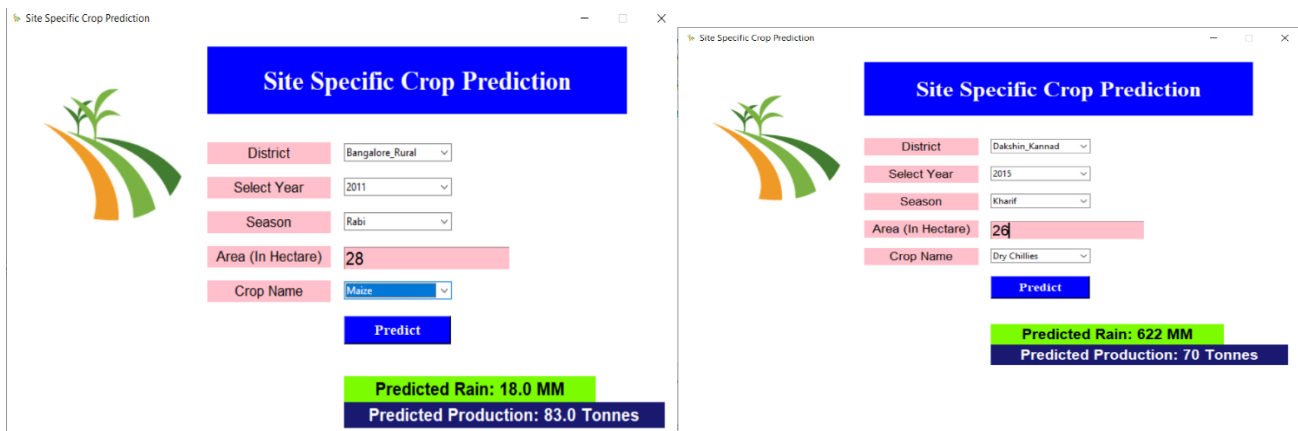 Site Specific Crop Prediction
Site Specific Crop Prediction
District Bangalore_Rural
Select Year 2011
Season Rabi
Area (In Hectare) 28
Crop Name Maize
Predict
Predicted Rain: 18.0 MM
Predicted Production: 83.0 Tonnes
Site Specific Crop Prediction
Site Specific Crop Prediction
District Dakshin_Kannad
Select Year 2015
Season Kharif
Area (In Hectare) 26
Crop Name Dry Chillies
Predict
Predicted Rain: 622 MM
Predicted Production: 70 Tonnes